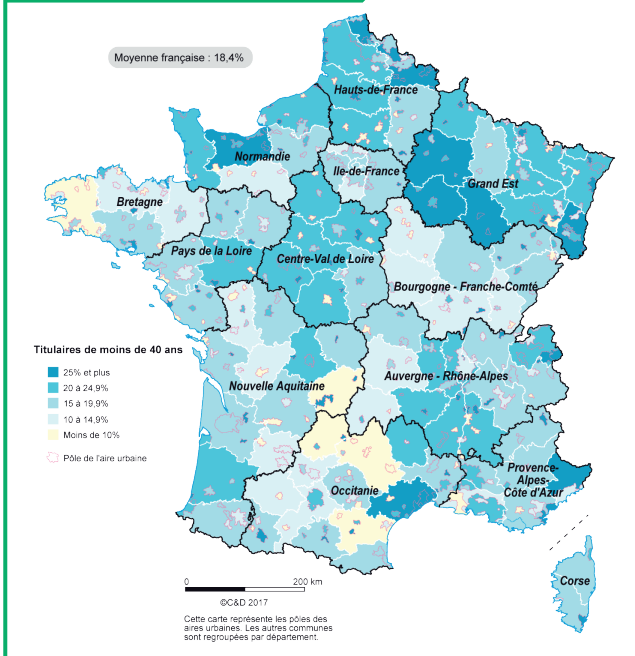 Moyenne française : 18,4%
Hauts-de-France
Normandie
Ile-de-France
Grand Est
Bretagne
Pays de la Loire
Centre-Val de Loire
Bourgogne - Franche-Comté
Titulaires de moins de 40 ans
25% et plus
20 à 24,9%
15 à 19,9%
10 à 14,9%
Moins de 10%
Pôle de l'aire urbaine
Nouvelle Aquitaine
Auvergne - Rhône-Alpes
Occitanie
Provence-
Alpes-
Côte d'Azur
Corse
0 200 km
©C&D 2017
Cette carte représente les pôles des
aires urbaines. Les autres communes
sont regroupées par département.